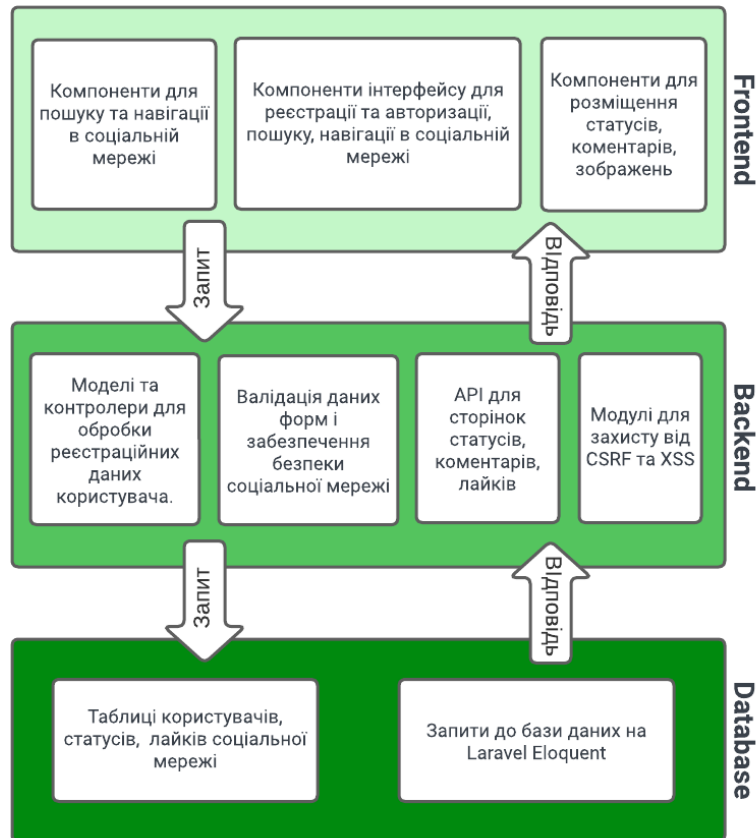 Компоненти для
пошуку та навігації
в соціальній
мережі
Компоненти інтерфейсу для
реєстрації та авторизації,
пошуку, навігації в соціальній
мережі
Компоненти для
розміщення
статусів,
коментарів,
зображень
Frontend
Запит
ВІдповідь
Моделі та
контролери для
обробки
реєстраційних
даних
користувача.
Валідація даних
форм і
забезпечення
безпеки
соціальної мережі
API для
сторінок
статусів,
коментарів,
лайків
Модулі для
захисту від
CSRF та XSS
Backend
Запит
ВІдповідь
Таблиці користувачів,
статусів, лайків соціальної
мережі
Запити до бази даних на
Laravel Eloquent
Database